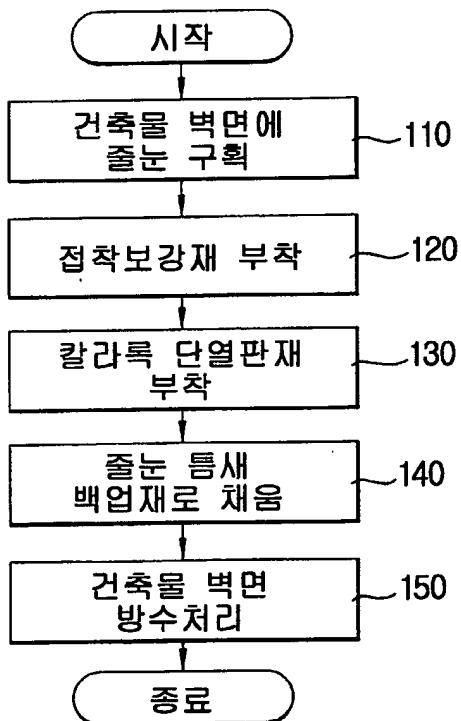 시작
건축물 벽면에
줄눈 구획
110
접착보강재 부착
120
칼라록 단열판재
부착
130
줄눈 틈새
백업재로 채움
140
건축물 벽면
방수처리
150
종료